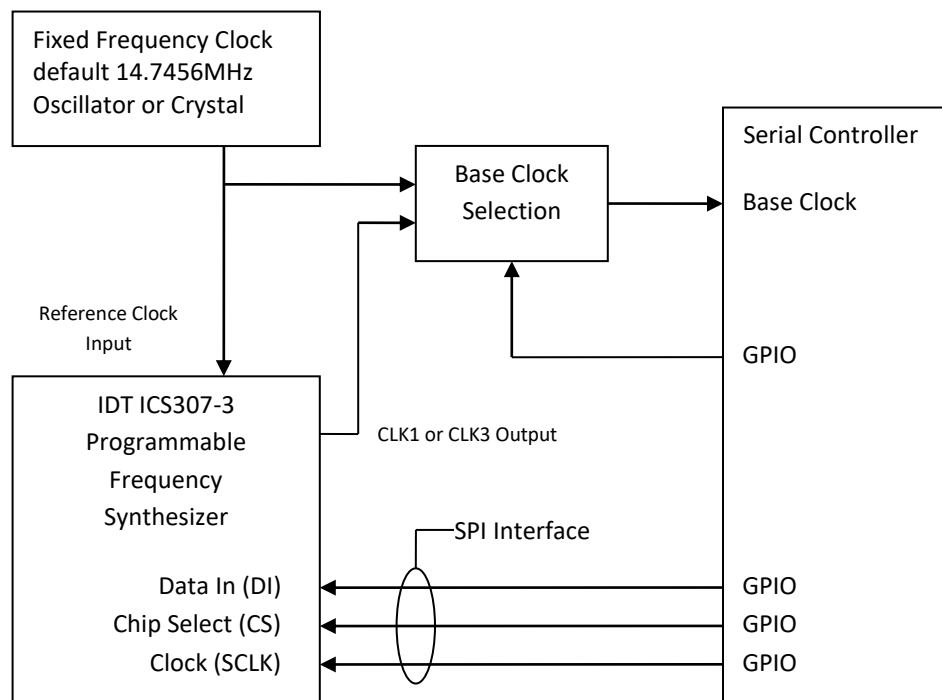 Fixed Frequency Clock
default 14.7456MHz
Oscillator or Crystal
Serial Controller
Base Clock
Selection
Base Clock
Reference Clock
Input
GPIO
IDT ICS307-3
Programmable
Frequency
Synthesizer
CLK1 or CLK3 Output
SPI Interface
Data In (DI)
GPIO
Chip Select (CS)
GPIO
Clock (SCLK)
GPIO